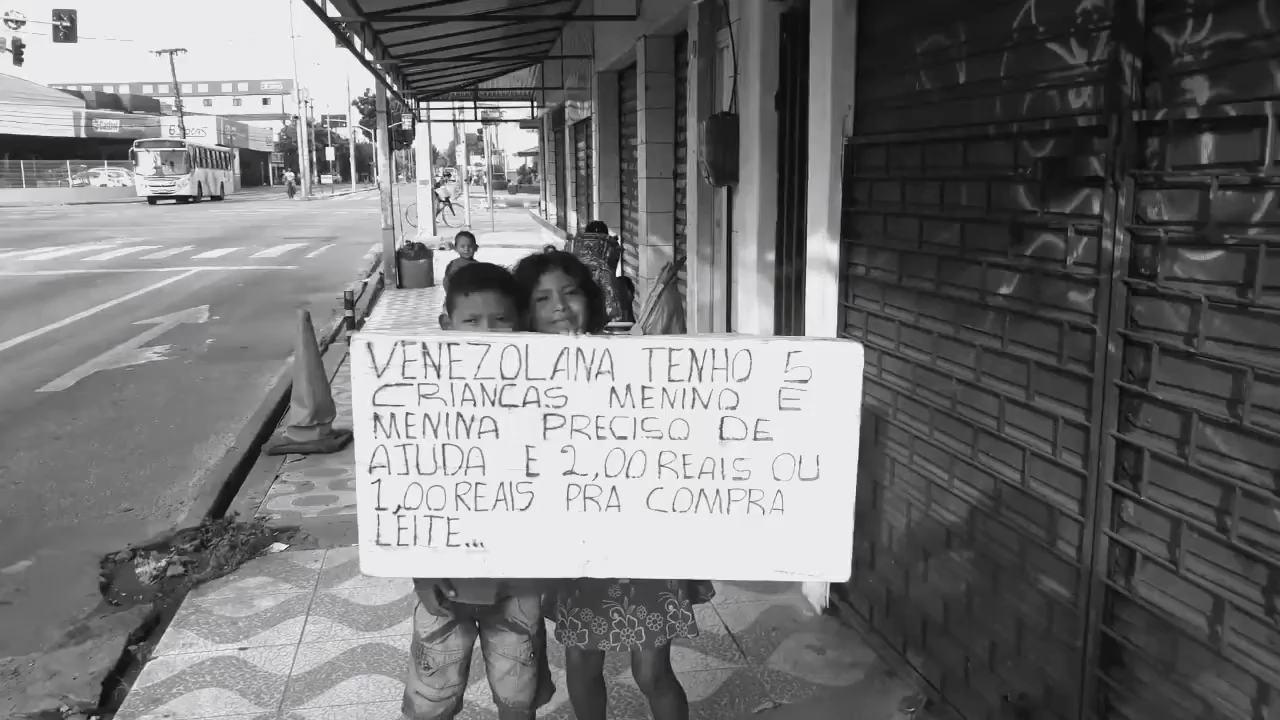 VENEZOLANA TENHO 5
CRIANCAS MENINO E
MENINA PRECISO DE
AJUDA E 2,00 REAIS OU
1,00 REAIS PRA COMPRA
LEITE...